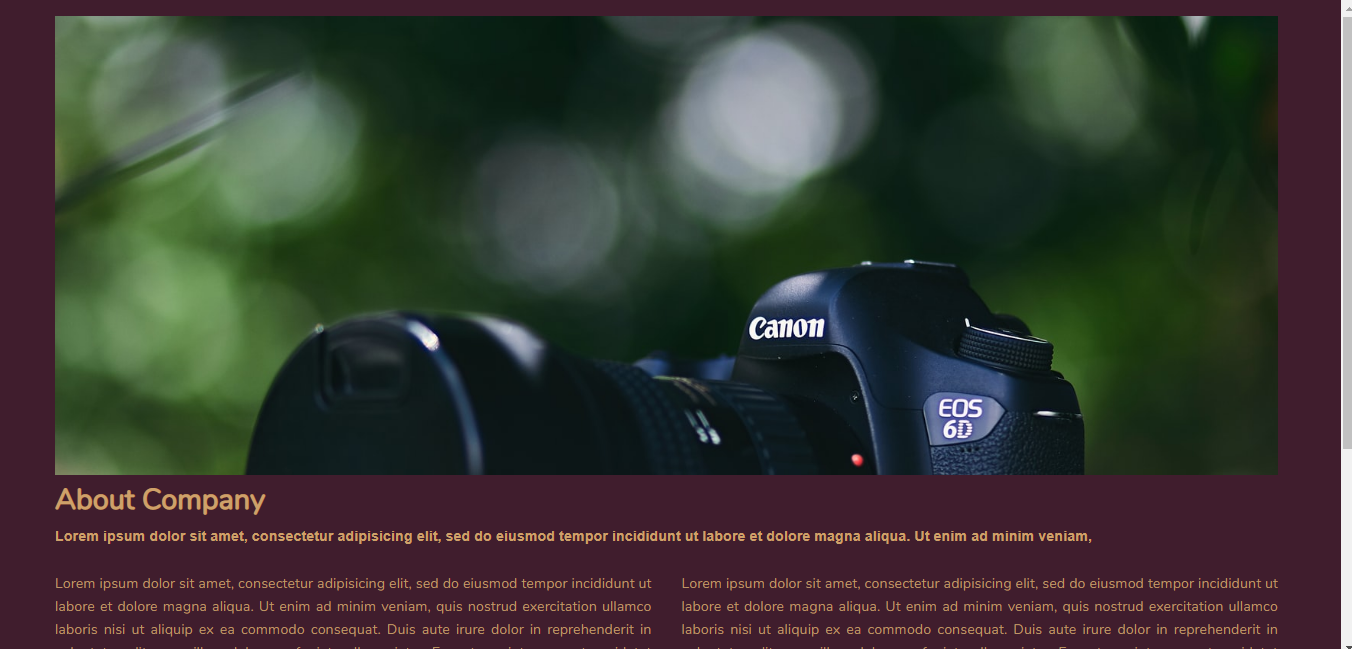 Canon
EOS
6D
About Company
Lorem ipsum dolor sit amet, consectetur adipisicing elit, sed do eiusmod tempor incididunt ut labore et dolore magna aliqua. Ut enim ad minim veniam,
Lorem ipsum dolor sit amet, consectetur adipisicing elit, sed do eiusmod tempor incididunt ut
labore et dolore magna aliqua. Ut enim ad minim veniam, quis nostrud exercitation ullamco
laboris nisi ut aliquip ex ea commodo consequat. Duis aute irure dolor in reprehenderit in
Lorem ipsum dolor sit amet, consectetur adipisicing elit, sed do eiusmod tempor incididunt ut
labore et dolore magna aliqua. Ut enim ad minim veniam, quis nostrud exercitation ullamco
laboris nisi ut aliquip ex ea commodo consequat. Duis aute irure dolor in reprehenderit in